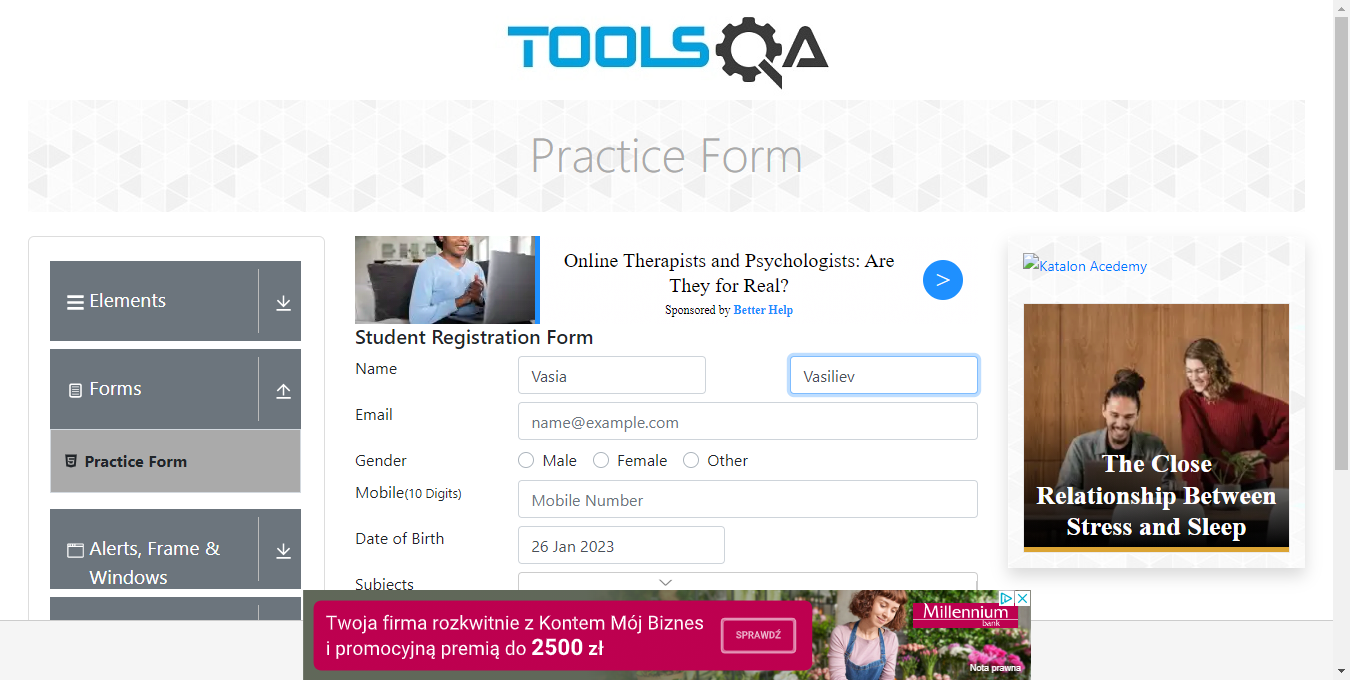 TOOLSQA
Practice Form
Elements
Forms
Practice Form
Alerts, Frame &
Windows
Online Therapists and Psychologists: Are
They for Real?
Sponsored by Better Help
>
Student Registration Form
Name
Vasia
Vasiliev
Email
name@example.com
Gender
Male
Female
Other
Mobile(10 Digits)
Mobile Number
Date of Birth
26 Jan 2023
Subjects
Katalon Acedemy
The Close
Relationship Between
Stress and Sleep
Twoja firma rozkwitnie z Kontem Mój Biznes
i promocyjną premią do 2500 zł
SPRAWDŹ
Millennium
bank
Nota prawna